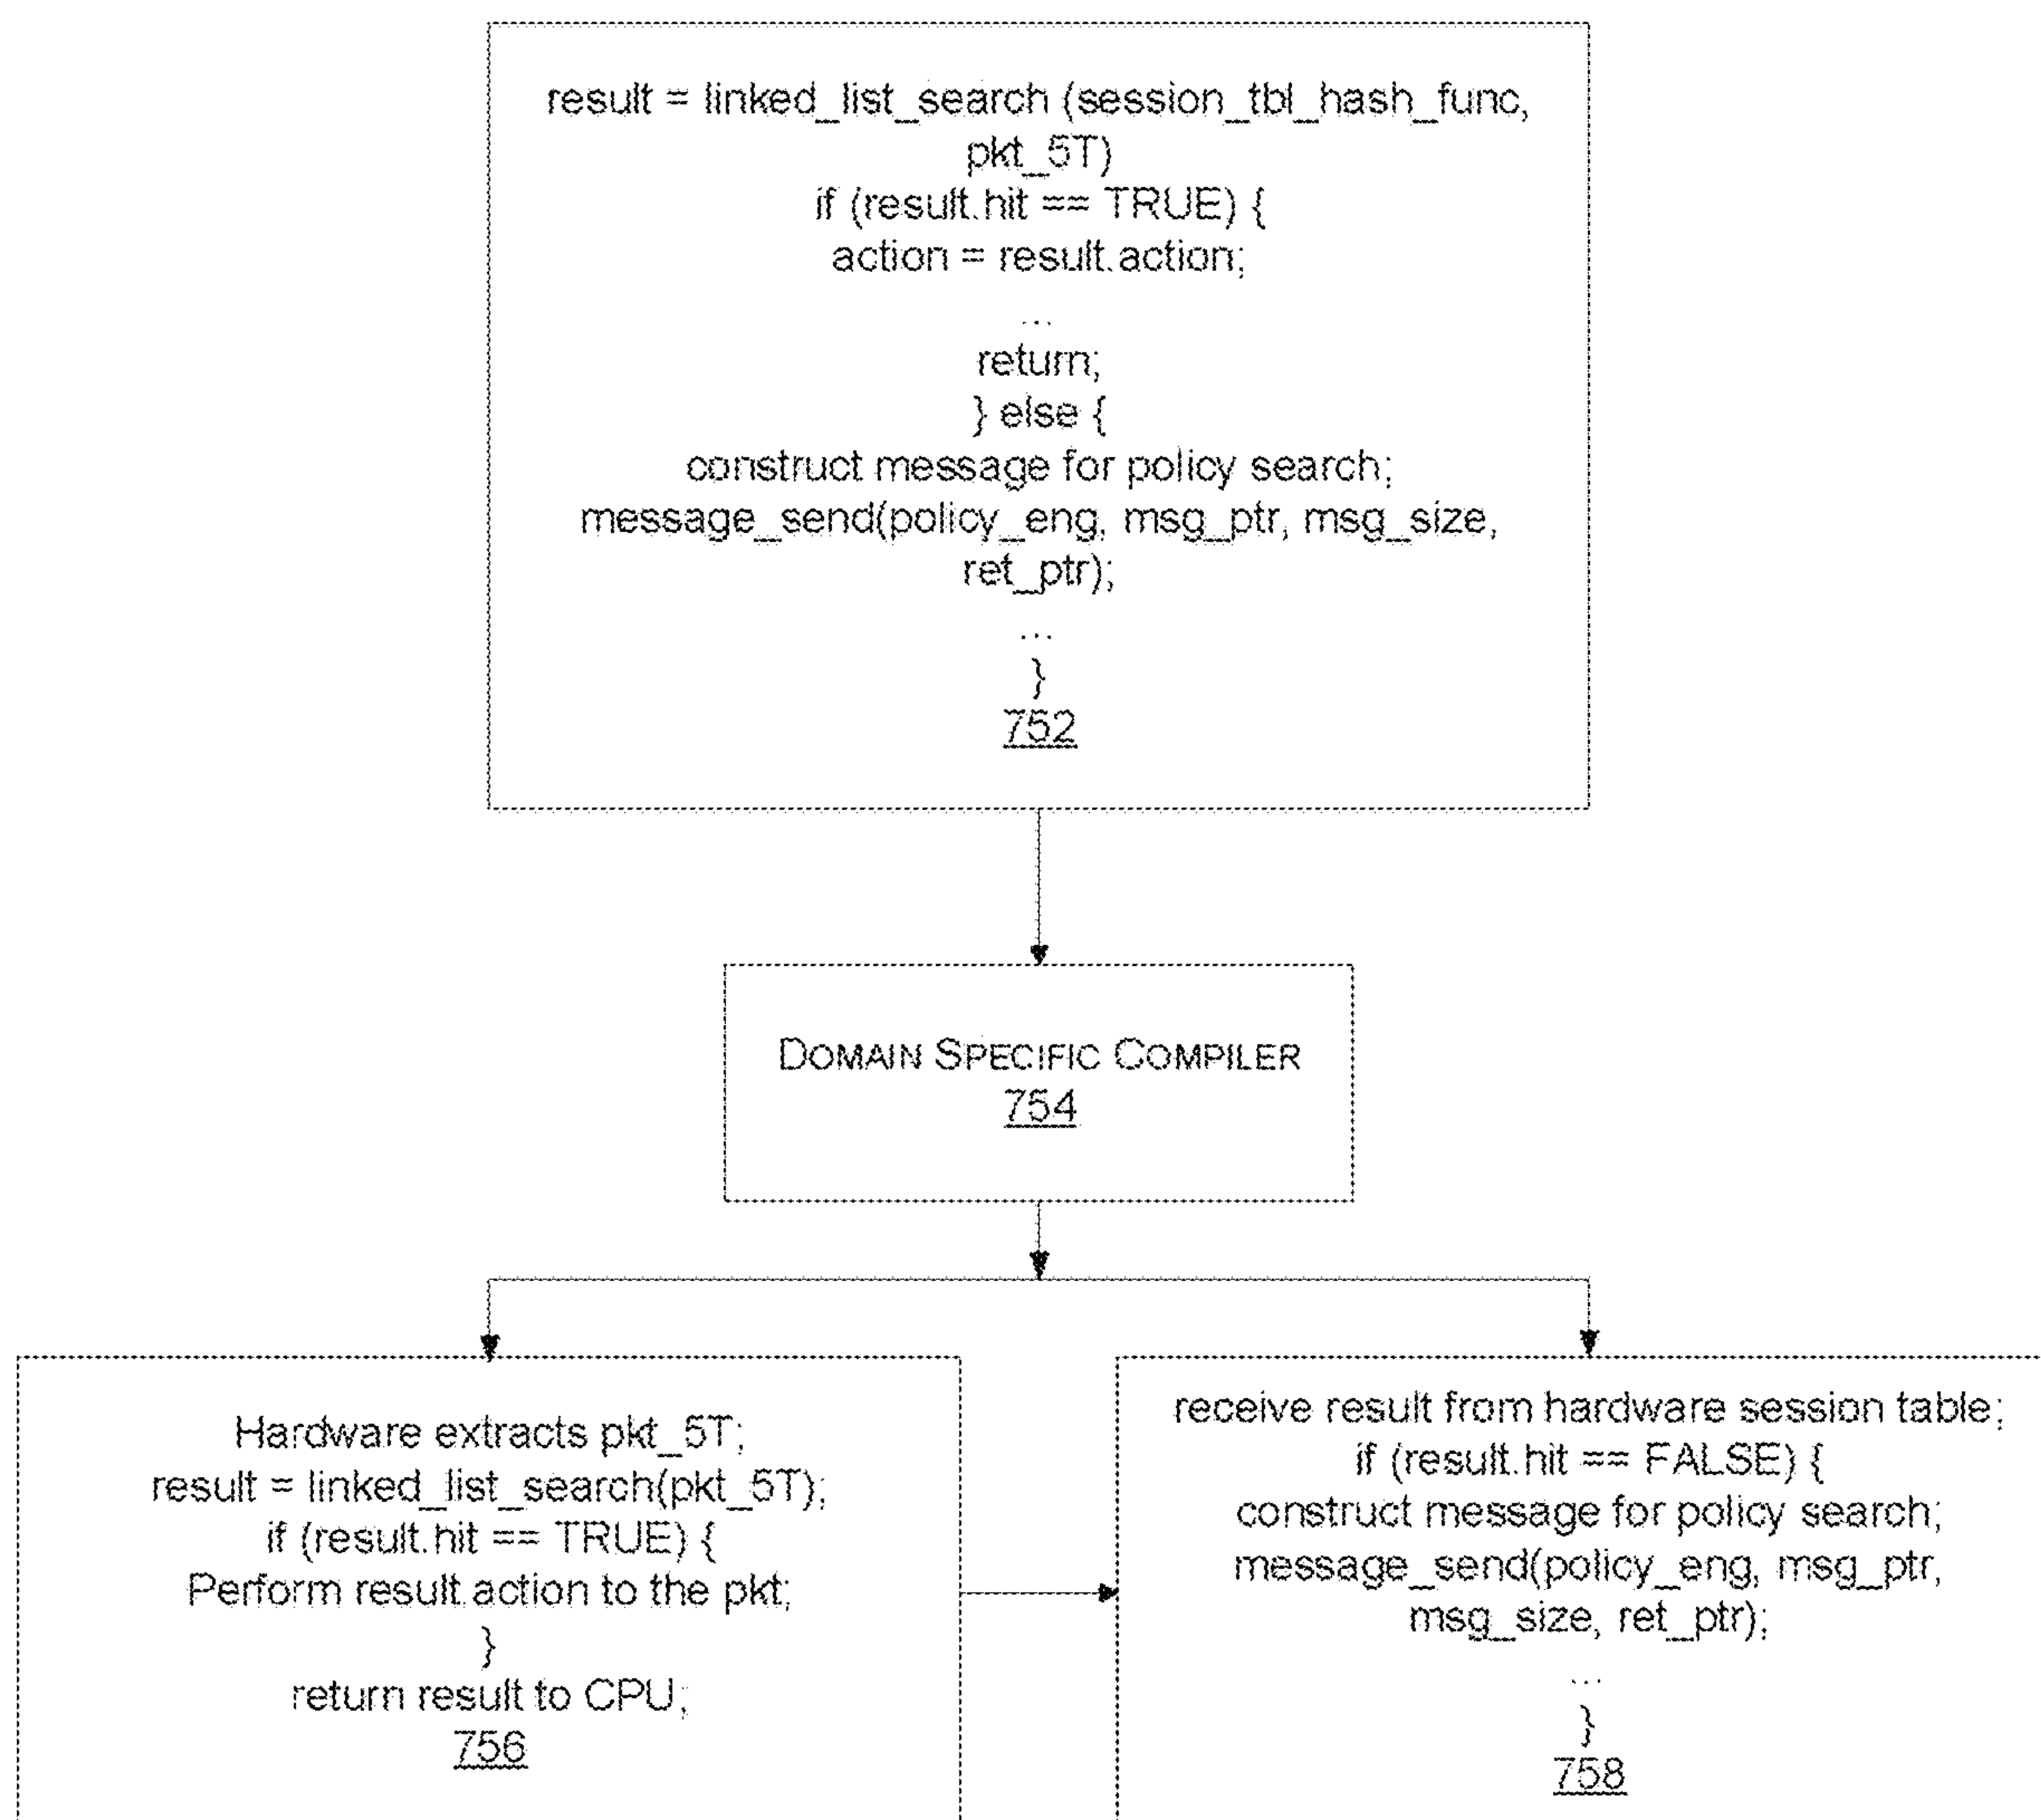 result = linked_list_search (session_tbl_hash_func,
pkt_5T)
if (result.hit == TRUE) {
action = result.action;
...
return;
} else {
construct message for policy search;
message_send(policy_eng, msg_ptr, msg_size,
ret_ptr);
...
}
752
DOMAIN SPECIFIC COMPILER
754
Hardware extracts pkt_5T;
result = linked_list_search(pkt_5T);
if (result.hit == TRUE) {
Perform result.action to the pkt;
}
return result to CPU;
756
receive result from hardware session table;
if (result.hit == FALSE) {
construct message for policy search;
message_send(policy_eng, msg_ptr,
msg_size, ret_ptr);
...
}
758